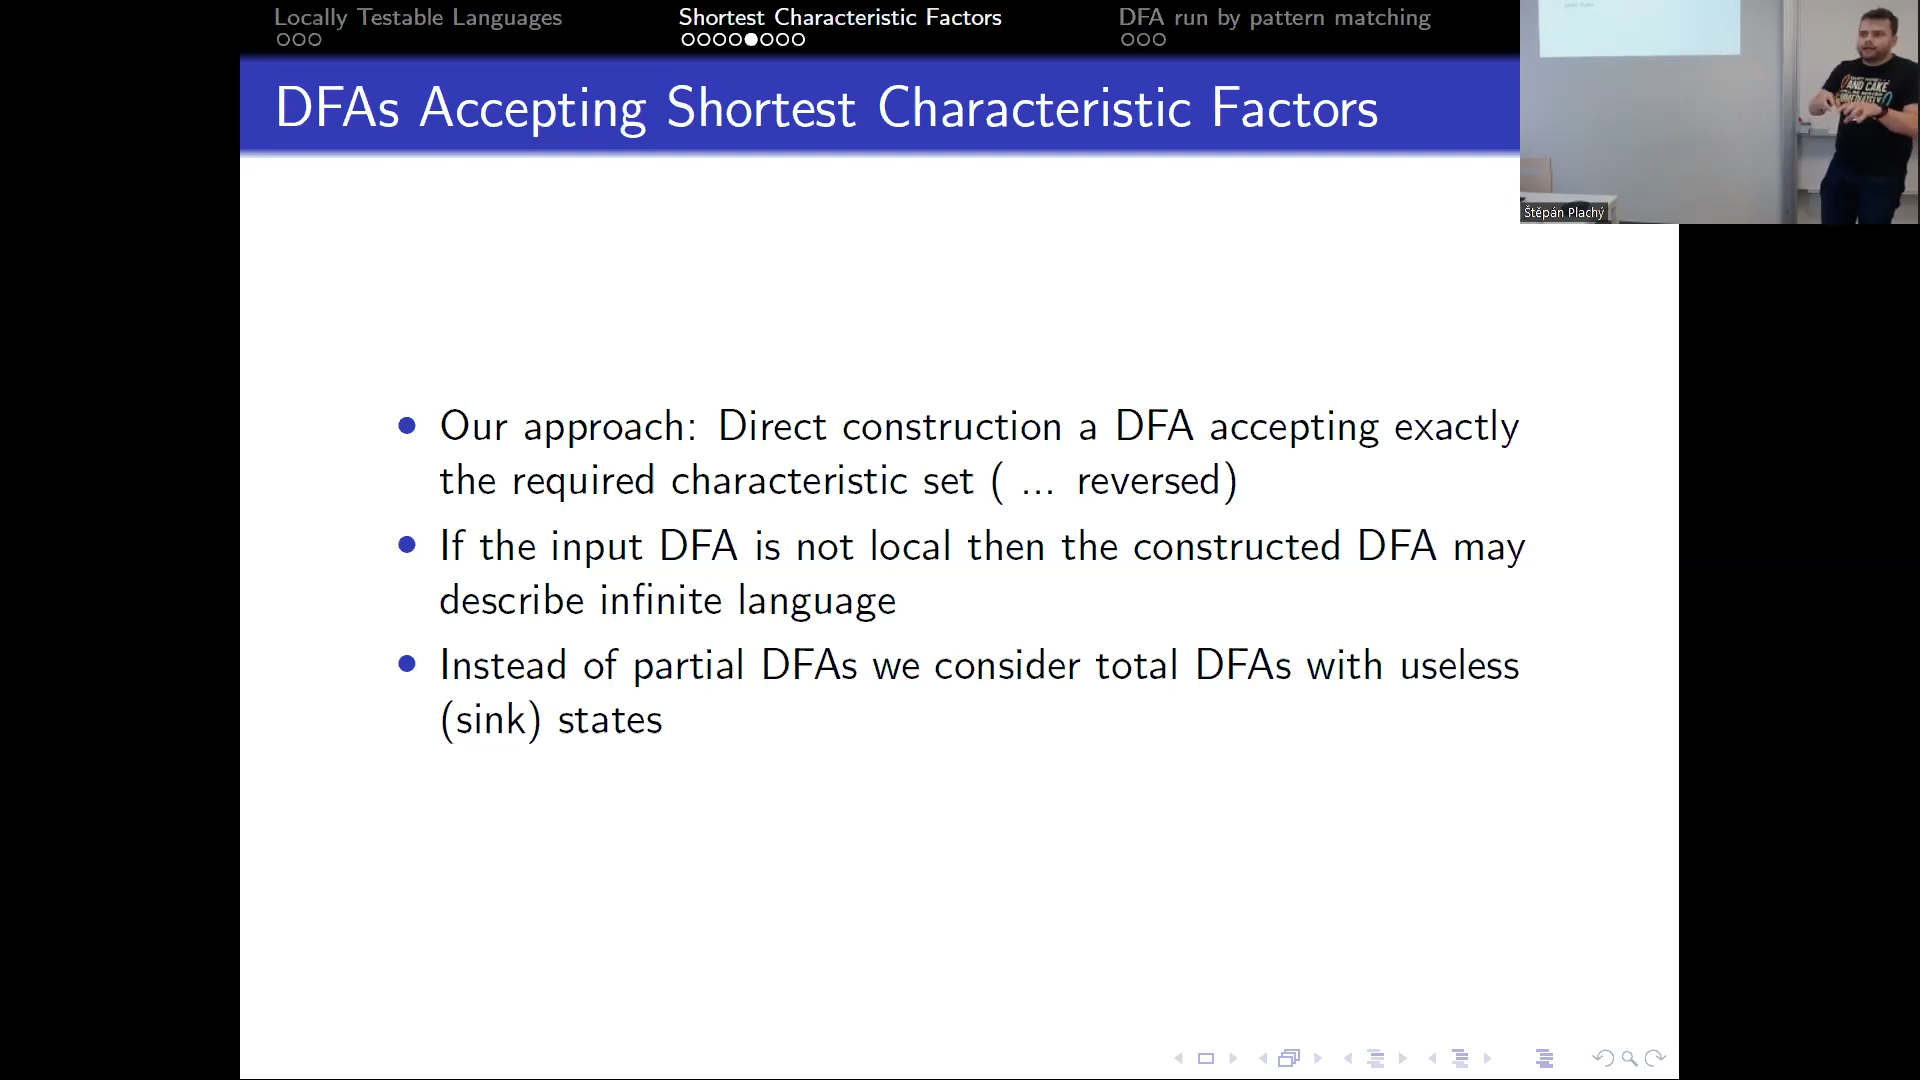 Locally Testable Languages
Shortest Characteristic Factors
DFA run by pattern matching
DFAs Accepting Shortest Characteristic Factors
AND CAKE
Štěpán Plachý
• Our approach: Direct construction a DFA accepting exactly
the required characteristic set ( ... reversed)
• If the input DFA is not local then the constructed DFA may
describe infinite language
• Instead of partial DFAs we consider total DFAs with useless
(sink) states